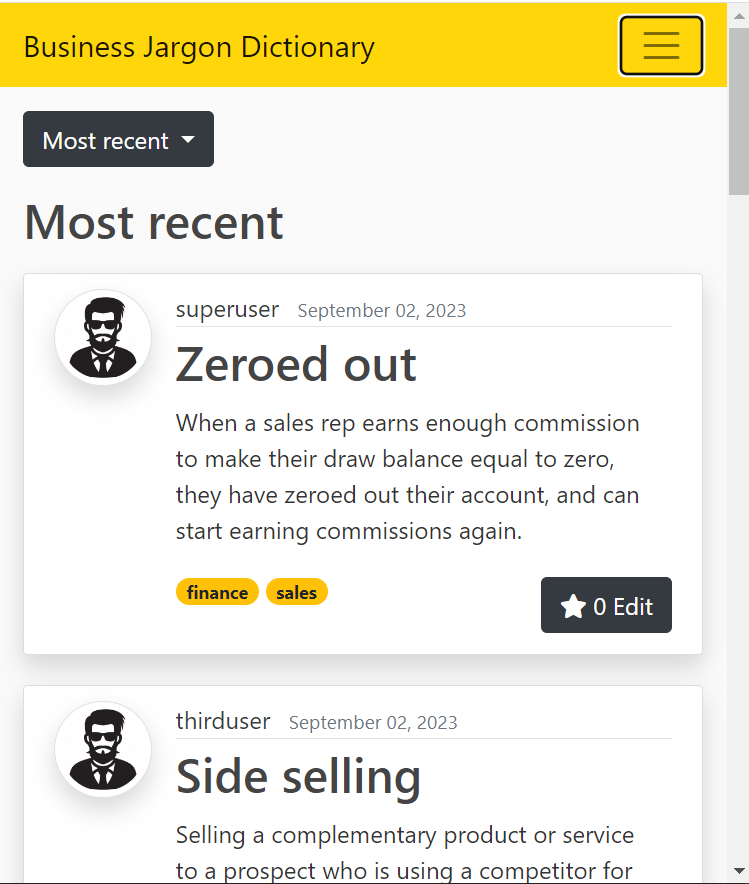 Business Jargon Dictionary
Most recent
Most recent
superuser September 02, 2023
Zeroed out
When a sales rep earns enough commission
to make their draw balance equal to zero,
they have zeroed out their account, and can
start earning commissions again.
finance sales
0 Edit
thirduser September 02, 2023
Side selling
Selling a complementary product or service
to a prospect who is using a competitor for